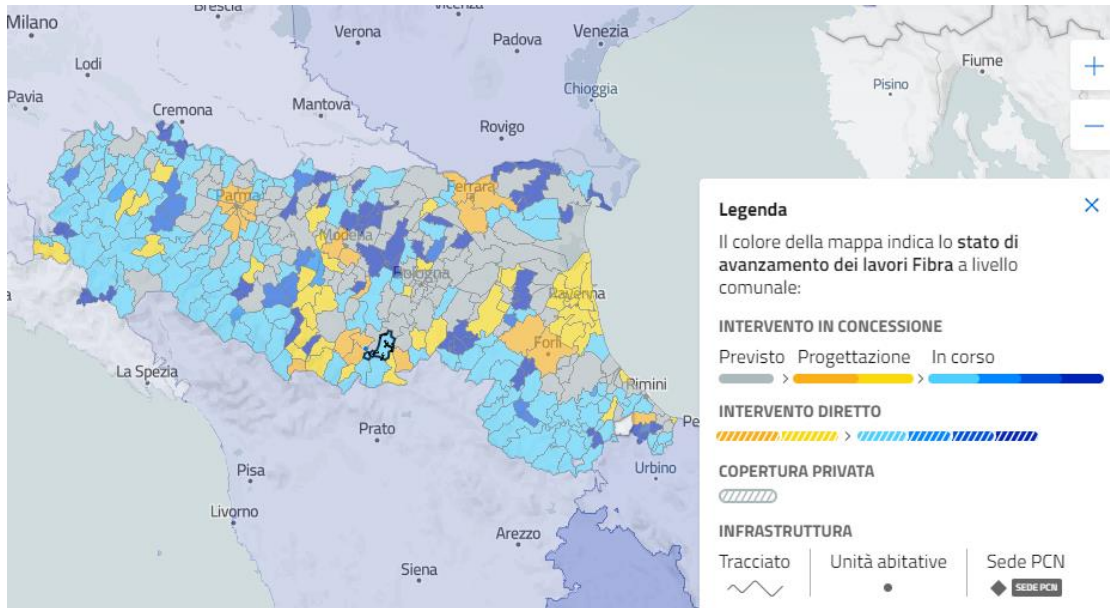 Brescia
Vicenza
Milano
Verona
Padova
Venezia
Lodi
Fiume
Pavia
Cremona
Mantova
Chioggia
Pisino
Rovigo
Parma
Ferrara
Modena
Bologna
Ravenna
La Spezia
Forlì
Rimini
Prato
Pe
Pisa
Urbino
Livorno
Arezzo
Siena
+
−
Legenda
Il colore della mappa indica lo stato di
avanzamento dei lavori Fibra a livello
comunale:
INTERVENTO IN CONCESSIONE
Previsto > Progettazione > In corso
INTERVENTO DIRETTO
COPERTURA PRIVATA
INFRASTRUTTURA
Tracciato Unità abitative Sede PCN
SEDE PCN